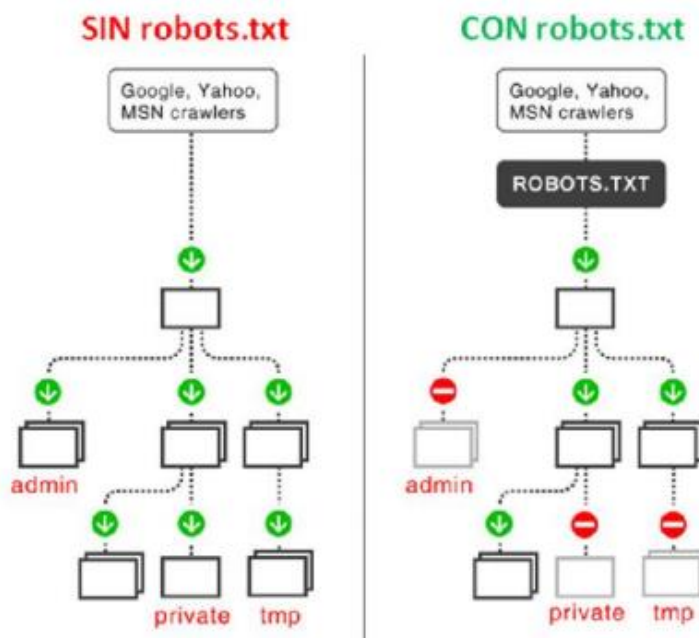 SIN robots.txt
Google, Yahoo,
MSN crawlers
admin
private
tmp
CON robots.txt
Google, Yahoo,
MSN crawlers
ROBOTS.TXT
admin
private
tmp